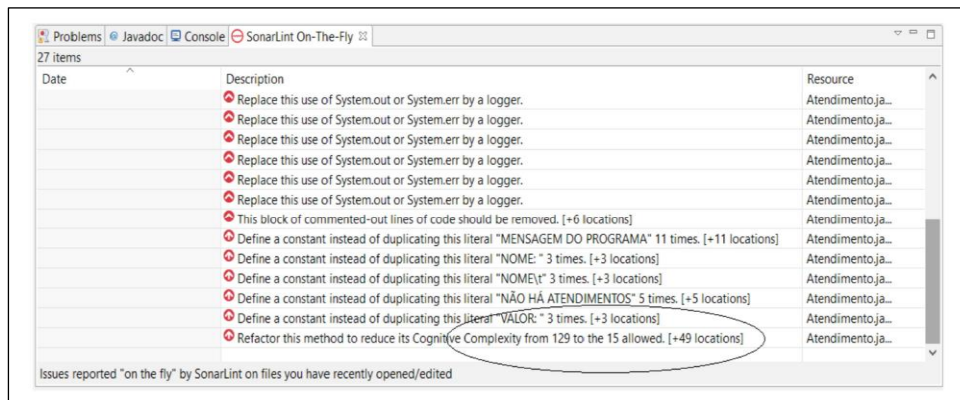 Problems @ Javadoc Console SonarLint On-The-Fly
27 items
Date Description Resource
Replace this use of System.out or System.err by a logger. Atendimento.ja...
Replace this use of System.out or System.err by a logger. Atendimento.ja...
Replace this use of System.out or System.err by a logger. Atendimento.ja...
Replace this use of System.out or System.err by a logger. Atendimento.ja...
Replace this use of System.out or System.err by a logger. Atendimento.ja...
Replace this use of System.out or System.err by a logger. Atendimento.ja...
This block of commented-out lines of code should be removed. [+6 locations] Atendimento.ja...
Define a constant instead of duplicating this literal "MENSAGEM DO PROGRAMA" 11 times. [+11 locations] Atendimento.ja...
Define a constant instead of duplicating this literal "NOME: " 3 times. [+3 locations] Atendimento.ja...
Define a constant instead of duplicating this literal "NOME\t" 3 times. [+3 locations] Atendimento.ja...
Define a constant instead of duplicating this literal "NÃO HÁ ATENDIMENTOS" 5 times. [+5 locations] Atendimento.ja...
Define a constant instead of duplicating this literal "VALOR: " 3 times. [+3 locations] Atendimento.ja...
Refactor this method to reduce its Cognitive Complexity from 129 to the 15 allowed. [+49 locations] Atendimento.ja...
Issues reported "on the fly" by SonarLint on files you have recently opened/edited